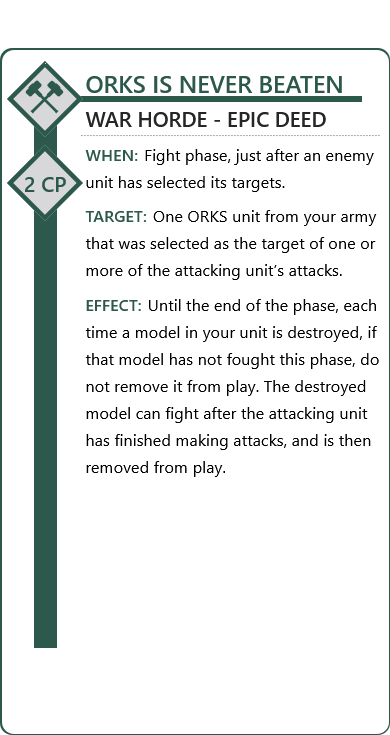 ORKS IS NEVER BEATEN
WAR HORDE - EPIC DEED
2 CP
WHEN: Fight phase, just after an enemy
unit has selected its targets.
TARGET: One ORKS unit from your army
that was selected as the target of one or
more of the attacking unit’s attacks.
EFFECT: Until the end of the phase, each
time a model in your unit is destroyed, if
that model has not fought this phase, do
not remove it from play. The destroyed
model can fight after the attacking unit
has finished making attacks, and is then
removed from play.